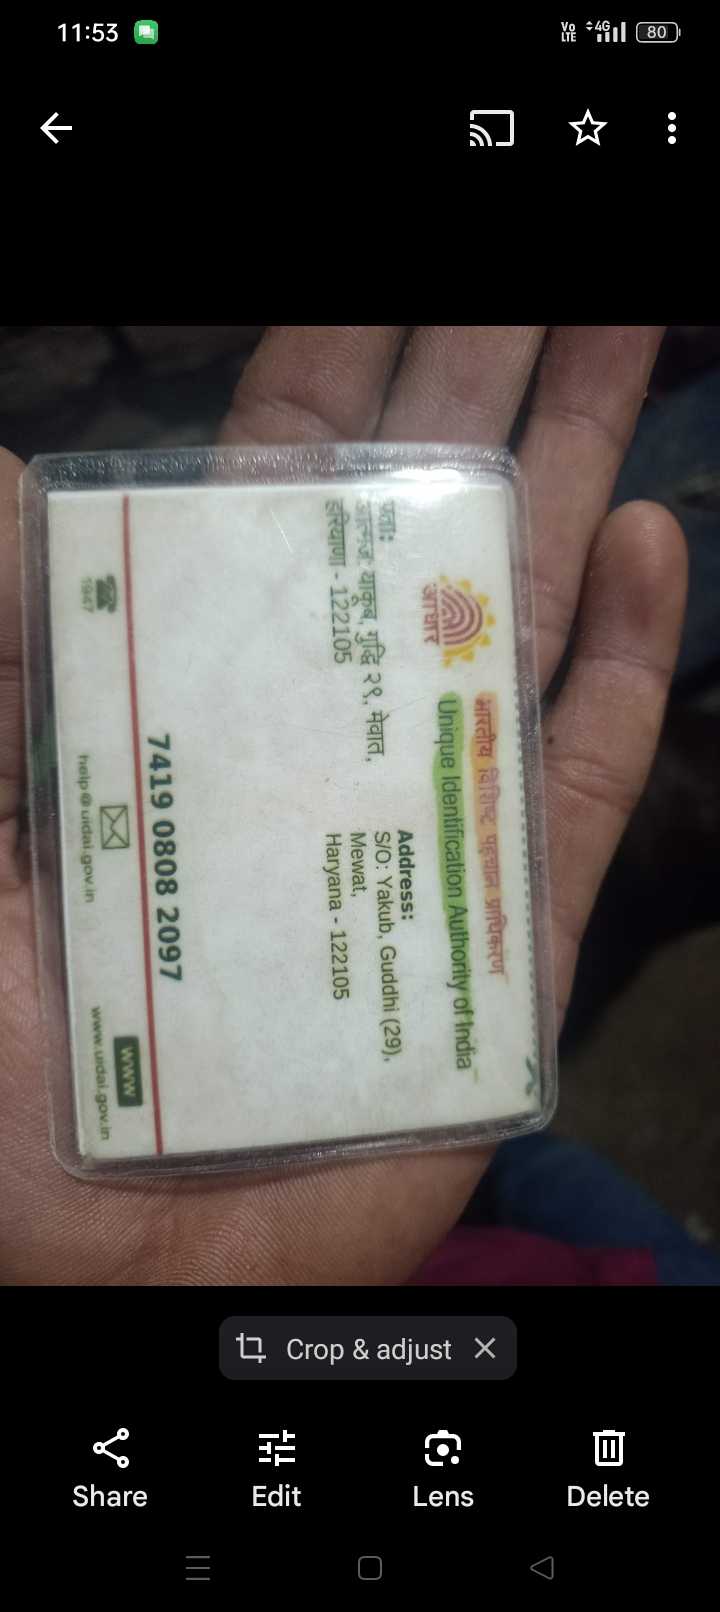 11:53
Vo LTE 4G 80
भारतीय विशिष्ट पहचान प्राधिकरण
Unique Identification Authority of India
आधार
पता:
याकूब, गुद्धि २९, मेवात,
हरियाणा - 122105
Address:
S/O: Yakub, Guddhi (29),
Mewat,
Haryana - 122105
7419 0808 2097
1947
help@uidai.gov.in
www
www.uidai.gov.in
Crop & adjust
Share
Edit
Lens
Delete